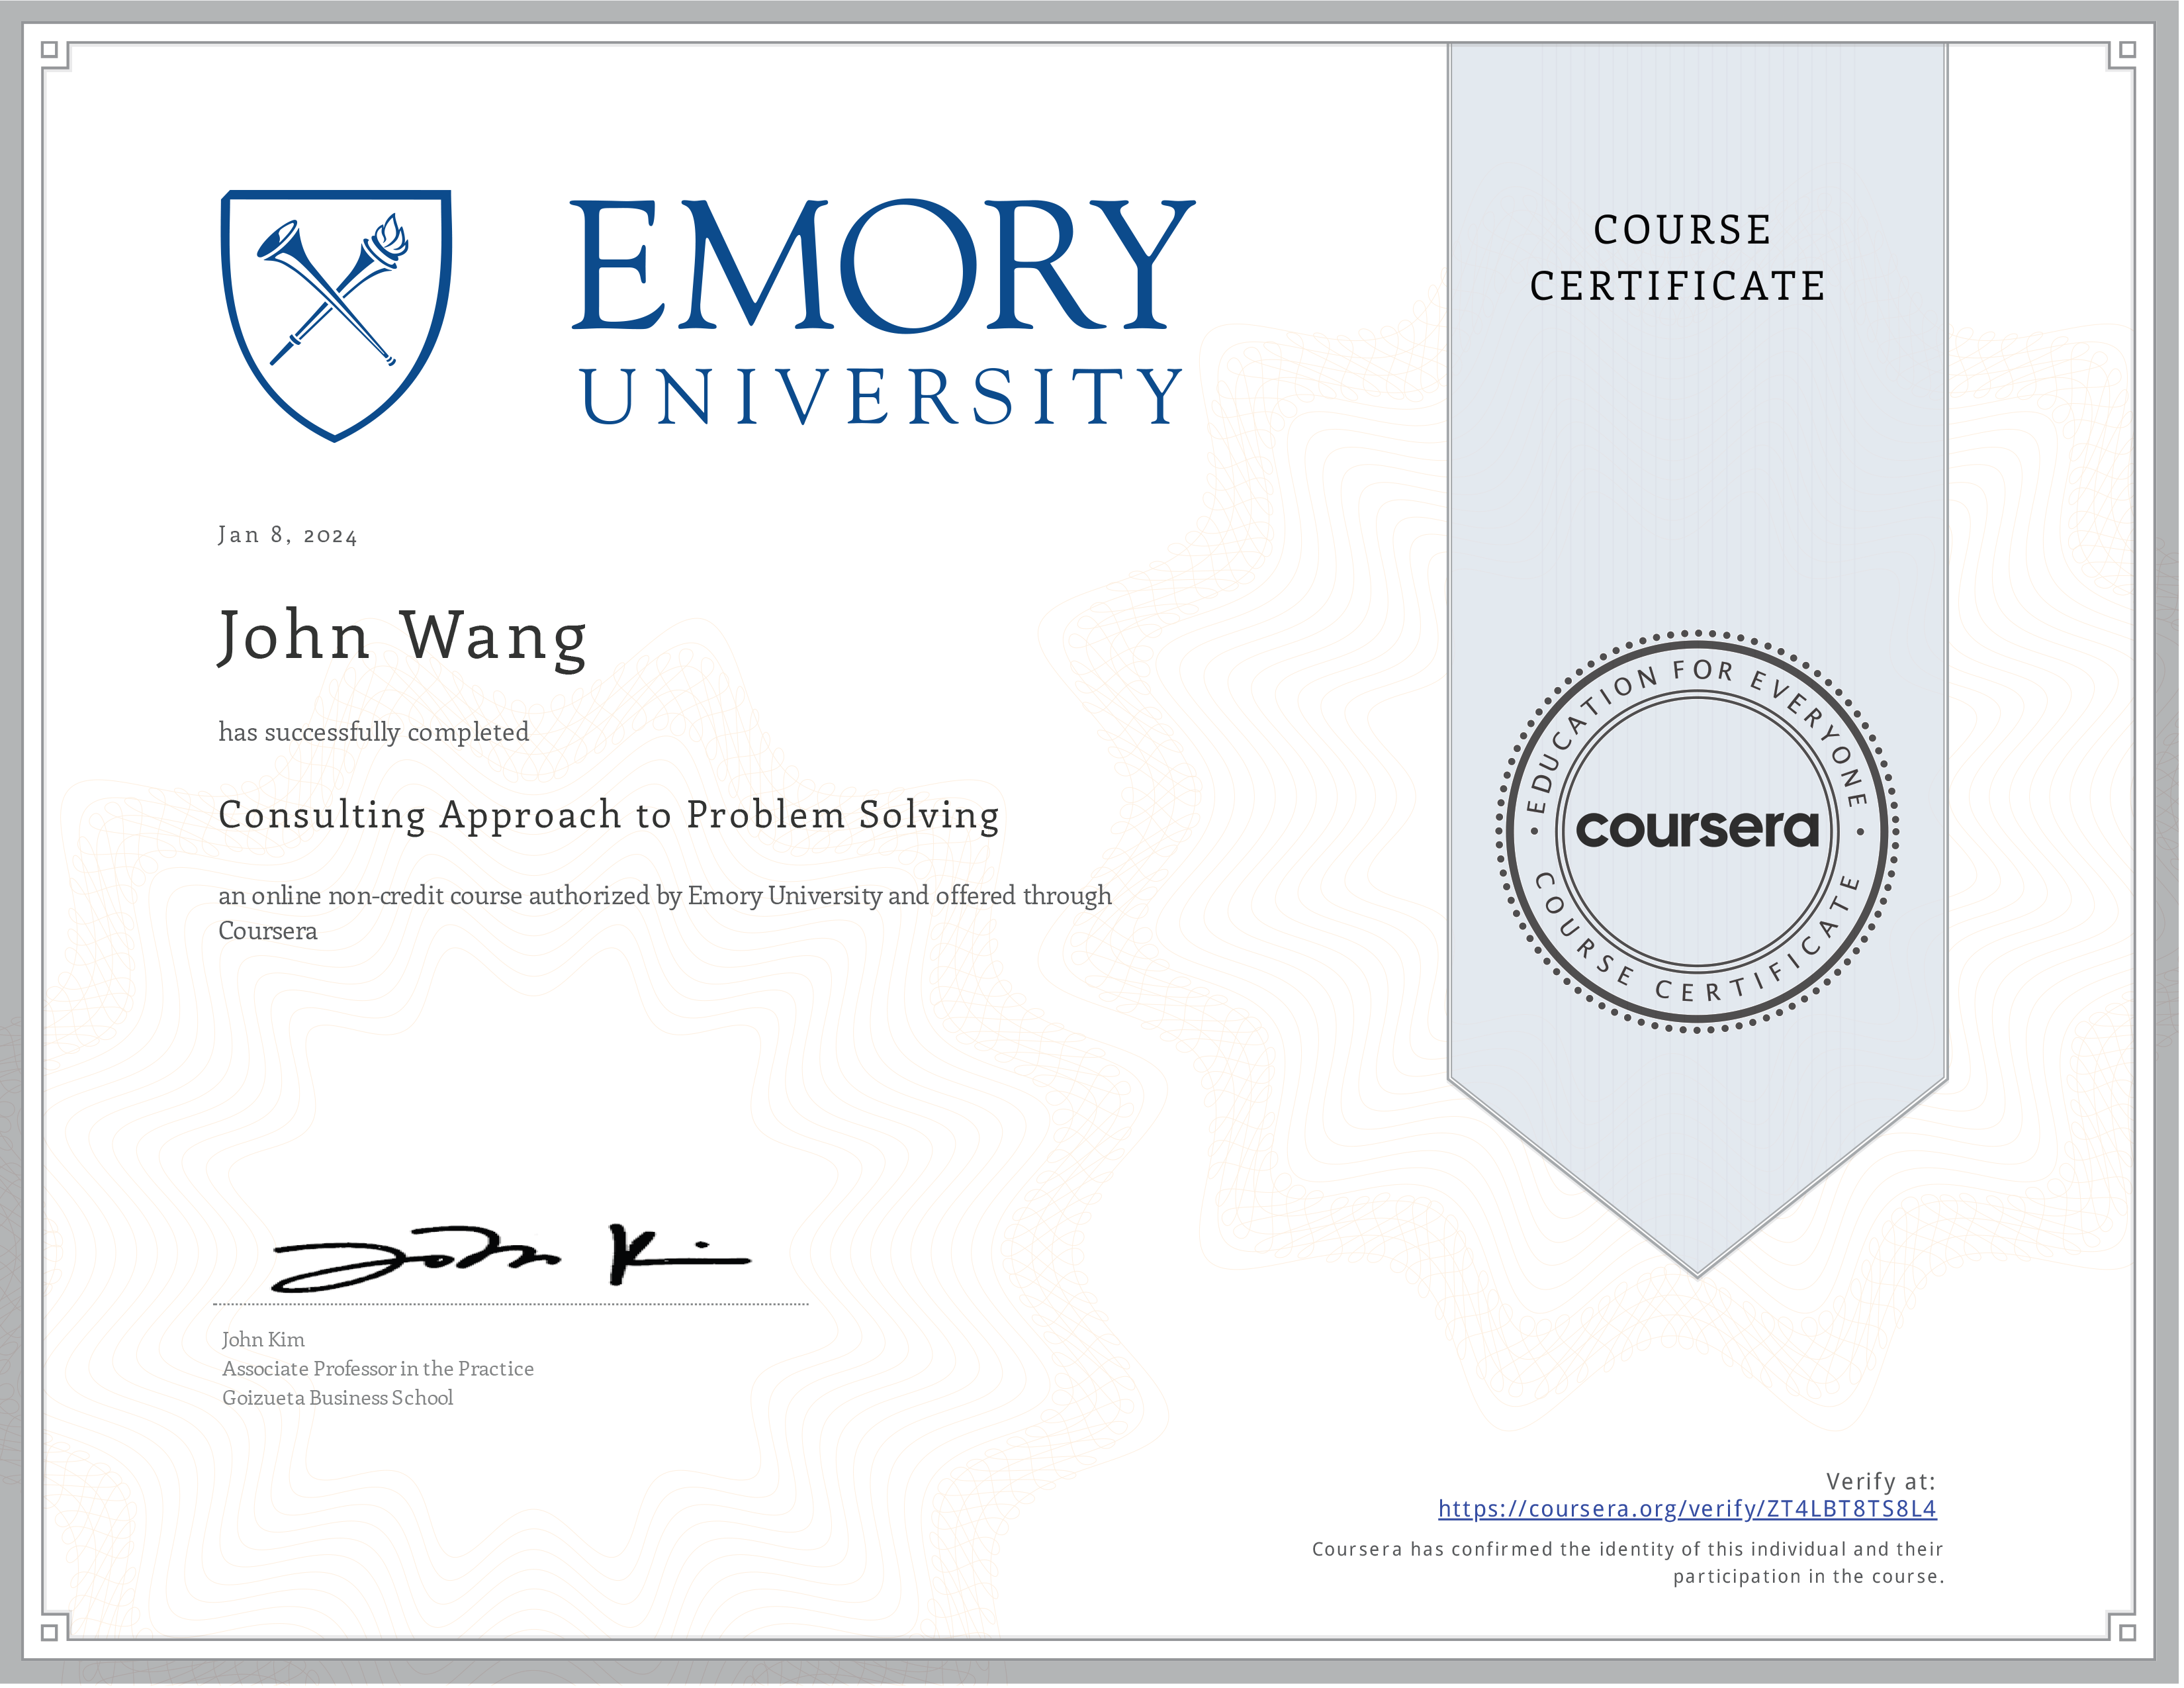 EMORY
UNIVERSITY
COURSE
CERTIFICATE
Jan 8, 2024
John Wang
has successfully completed
Consulting Approach to Problem Solving
an online non-credit course authorized by Emory University and offered through
Coursera
EDUCATION FOR EVERYONE
coursera
COURSE CERTIFICATE
John Kim
John Kim
Associate Professor in the Practice
Goizueta Business School
Verify at:
https://coursera.org/verify/ZT4LBT8TS8L4
Coursera has confirmed the identity of this individual and their
participation in the course.